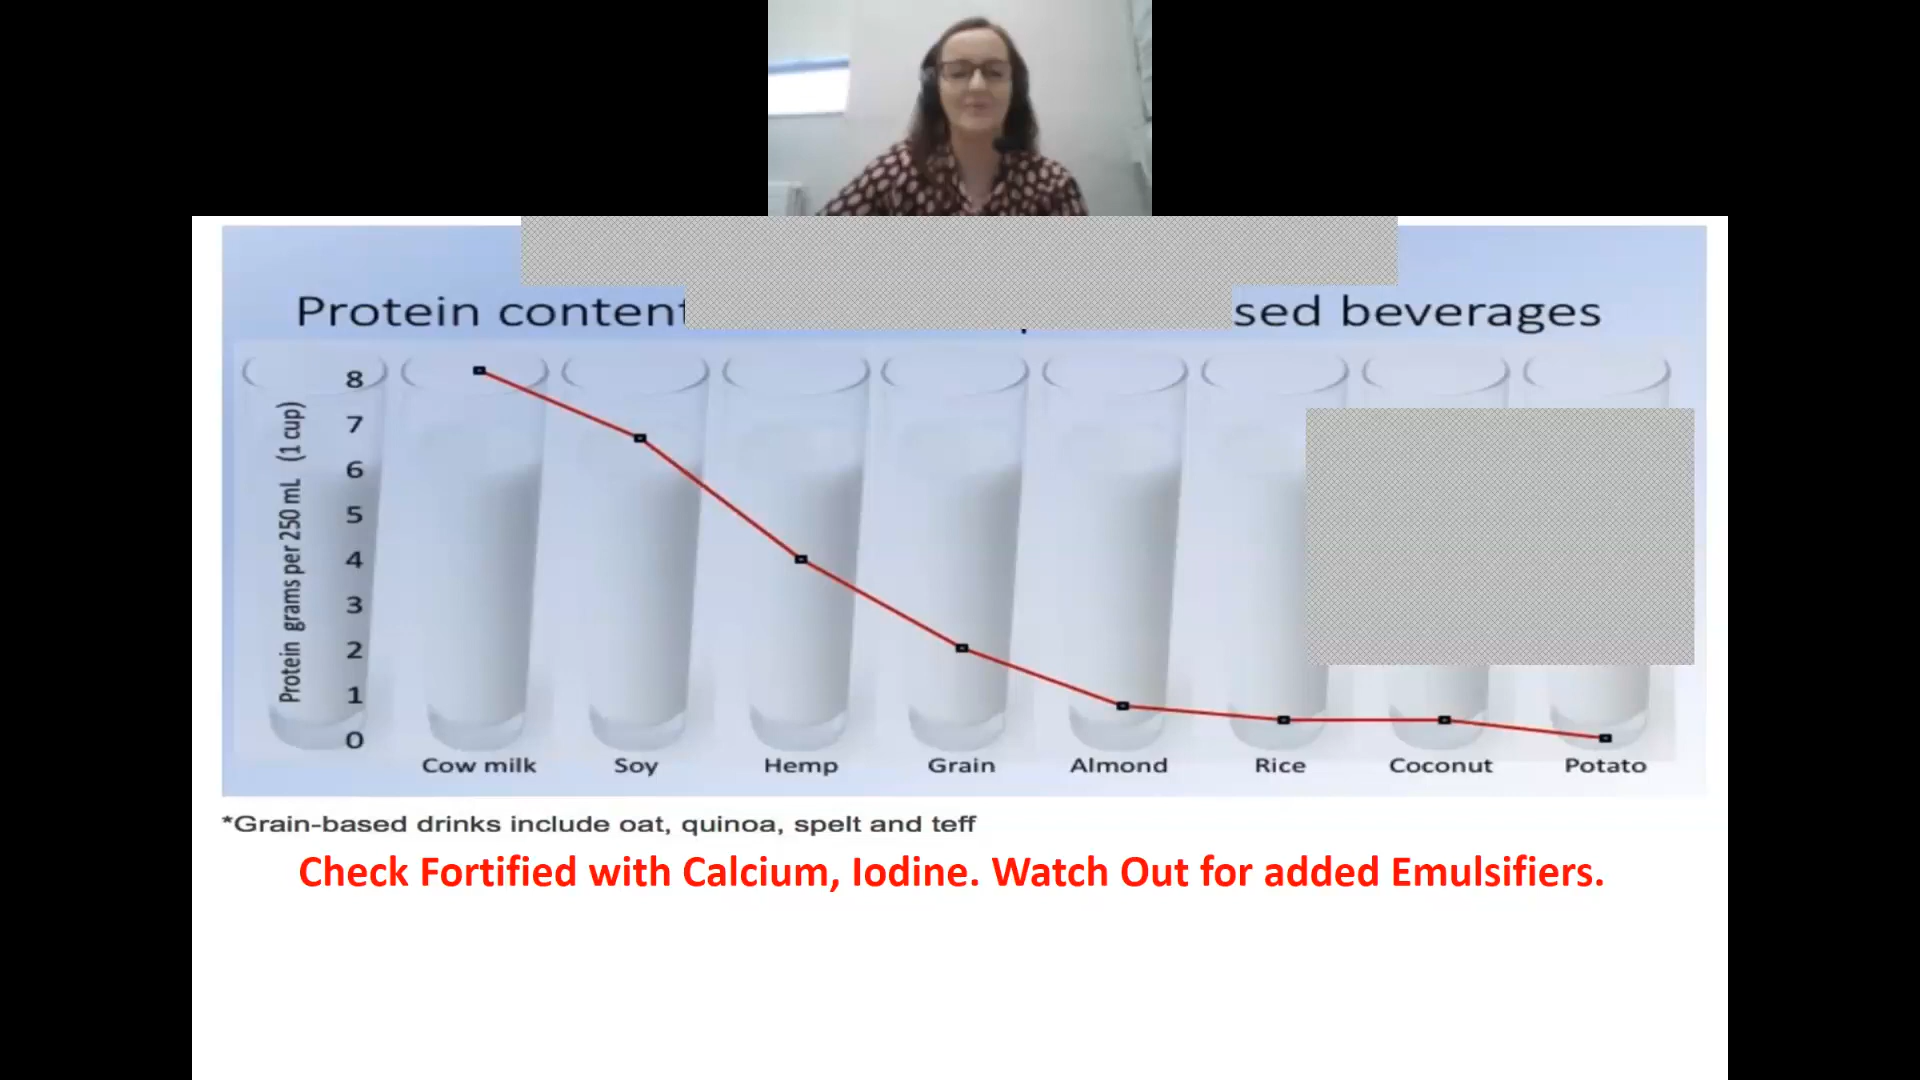 Protein content sed beverages
Protein grams per 250 mL (1 cup)
8
7
6
5
4
3
2
1
0
Cow milk Soy Hemp Grain Almond Rice Coconut Potato
*Grain-based drinks include oat, quinoa, spelt and teff
Check Fortified with Calcium, Iodine. Watch Out for added Emulsifiers.